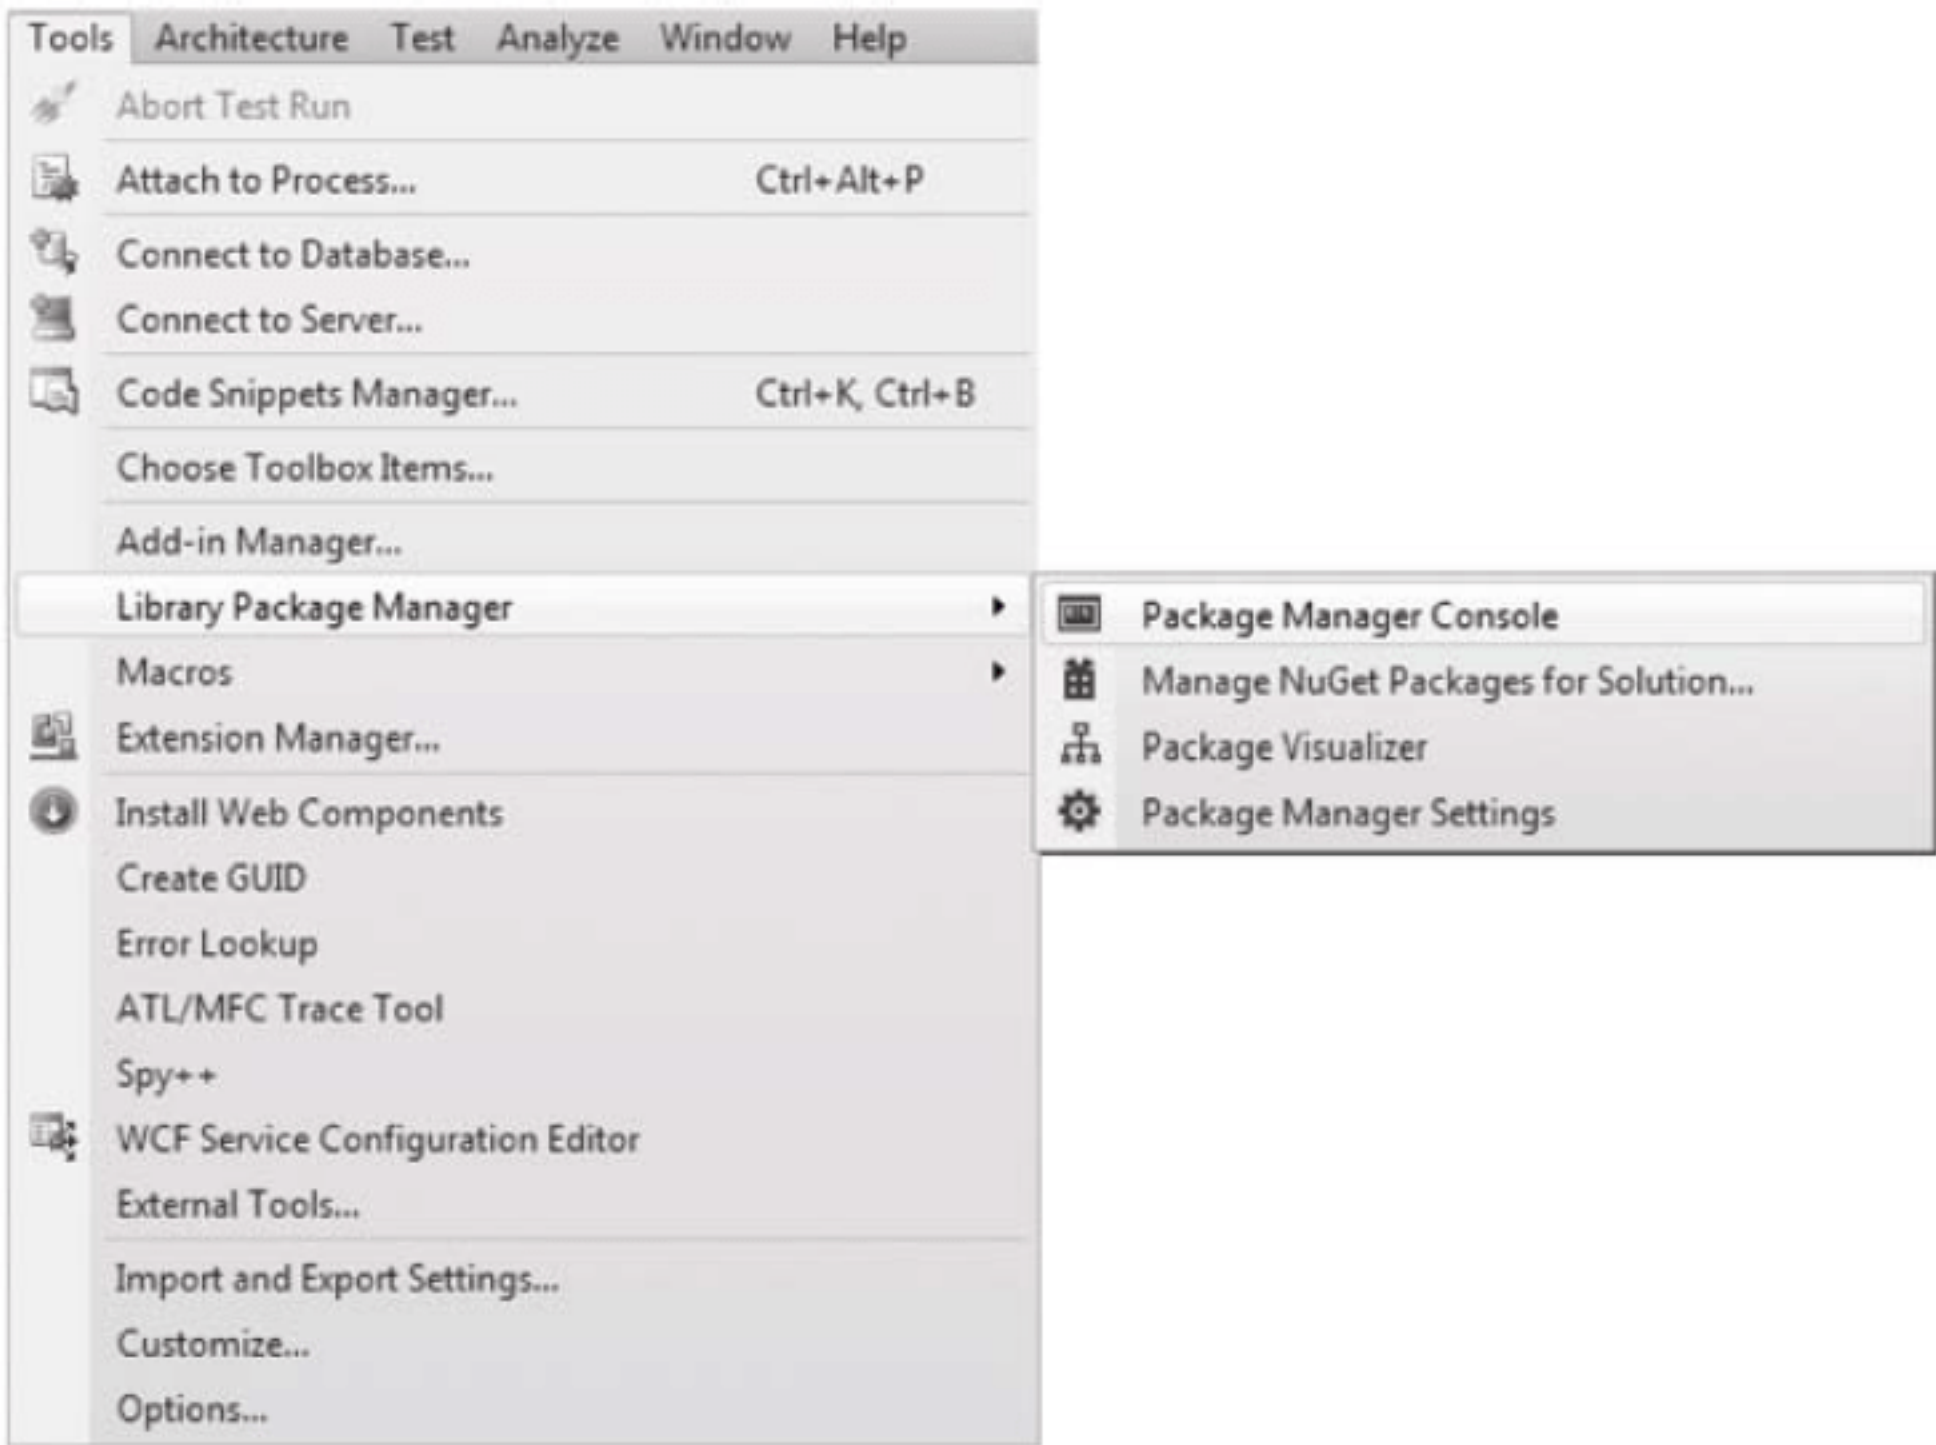 Tools Architecture Test Analyze Window Help
Abort Test Run
Attach to Process... Ctrl+Alt+P
Connect to Database...
Connect to Server...
Code Snippets Manager... Ctrl+K, Ctrl+B
Choose Toolbox Items...
Add-in Manager...
Library Package Manager
Package Manager Console
Manage NuGet Packages for Solution...
Package Visualizer
Package Manager Settings
Macros
Extension Manager...
Install Web Components
Create GUID
Error Lookup
ATL/MFC Trace Tool
Spy++
WCF Service Configuration Editor
External Tools...
Import and Export Settings...
Customize...
Options...